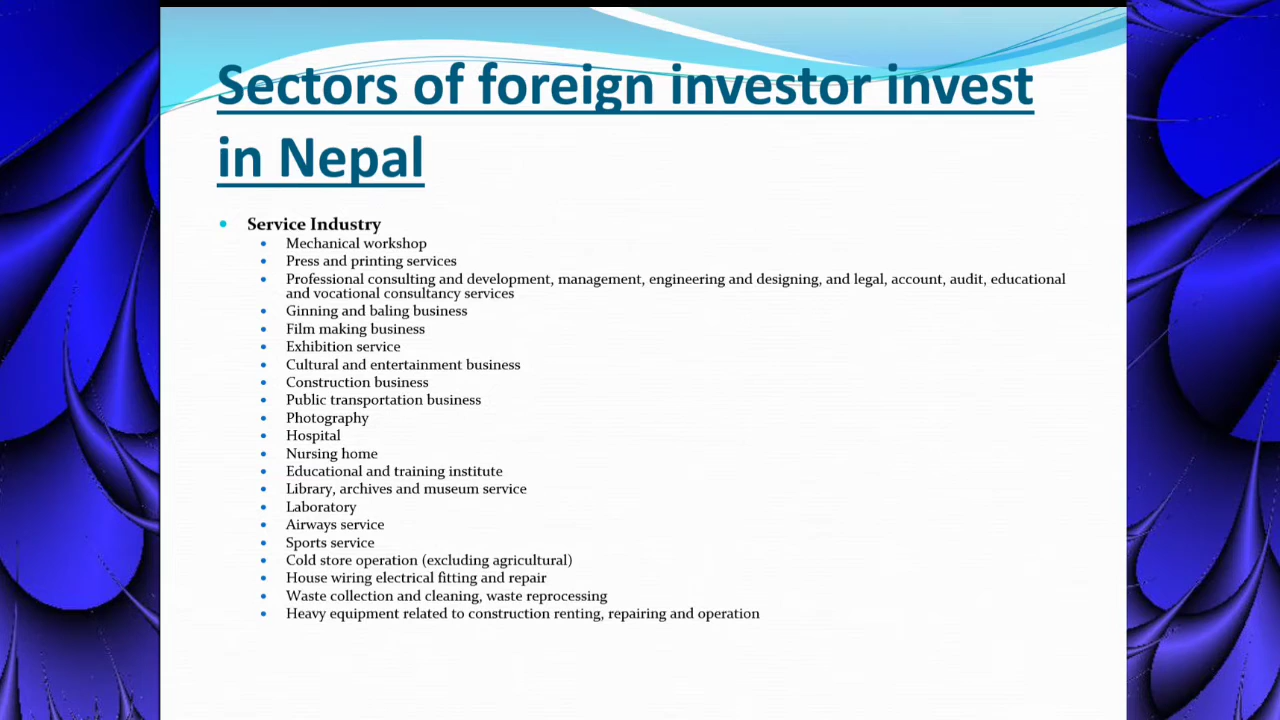 Sectors of foreign investor invest
in Nepal
Service Industry
Mechanical workshop
Press and printing services
Professional consulting and development, management, engineering and designing, and legal, account, audit, educational
and vocational consultancy services
Ginning and baling business
Film making business
Exhibition service
Cultural and entertainment business
Construction business
Public transportation business
Photography
Hospital
Nursing home
Educational and training institute
Library, archives and museum service
Laboratory
Airways service
Sports service
Cold store operation (excluding agricultural)
House wiring electrical fitting and repair
Waste collection and cleaning, waste reprocessing
Heavy equipment related to construction renting, repairing and operation